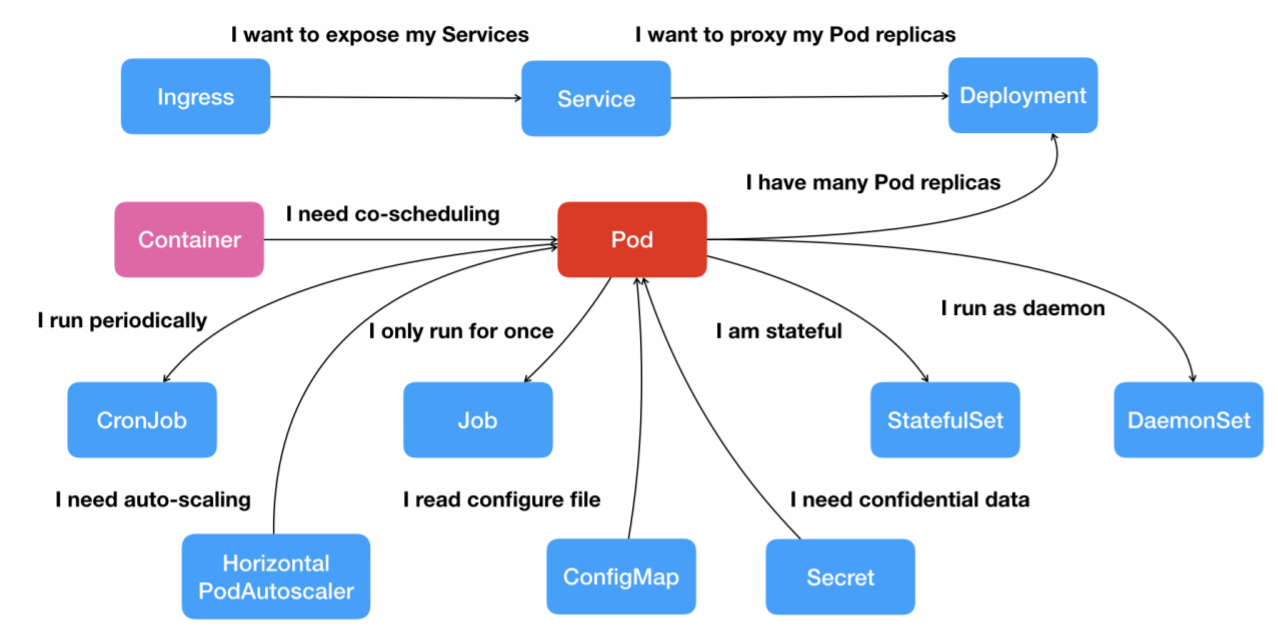 I want to expose my Services
I want to proxy my Pod replicas
Ingress
Service
Deployment
I have many Pod replicas
I need co-scheduling
Container
Pod
I run periodically
I only run for once
I am stateful
I run as daemon
CronJob
Job
StatefulSet
DaemonSet
I need auto-scaling
I read configure file
I need confidential data
Horizontal
PodAutoscaler
ConfigMap
Secret